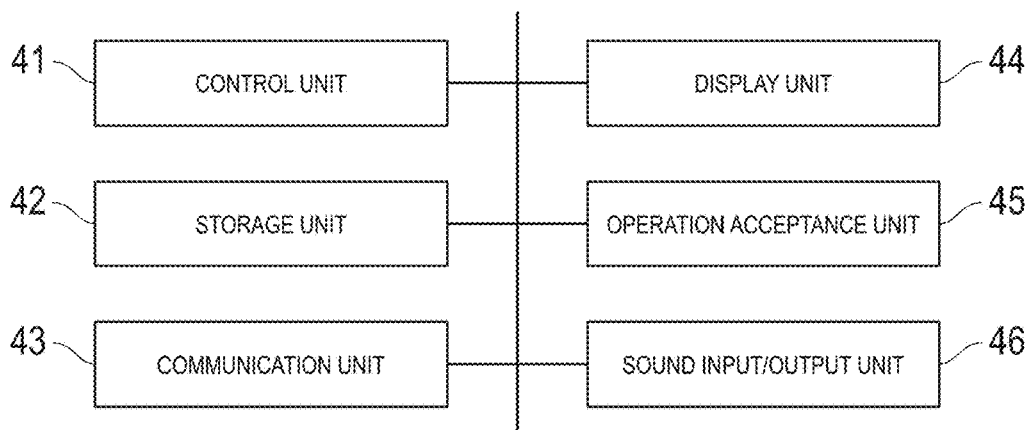 41 CONTROL UNIT
DISPLAY UNIT 44
42 STORAGE UNIT
OPERATION ACCEPTANCE UNIT 45
43 COMMUNICATION UNIT
SOUND INPUT/OUTPUT UNIT 46